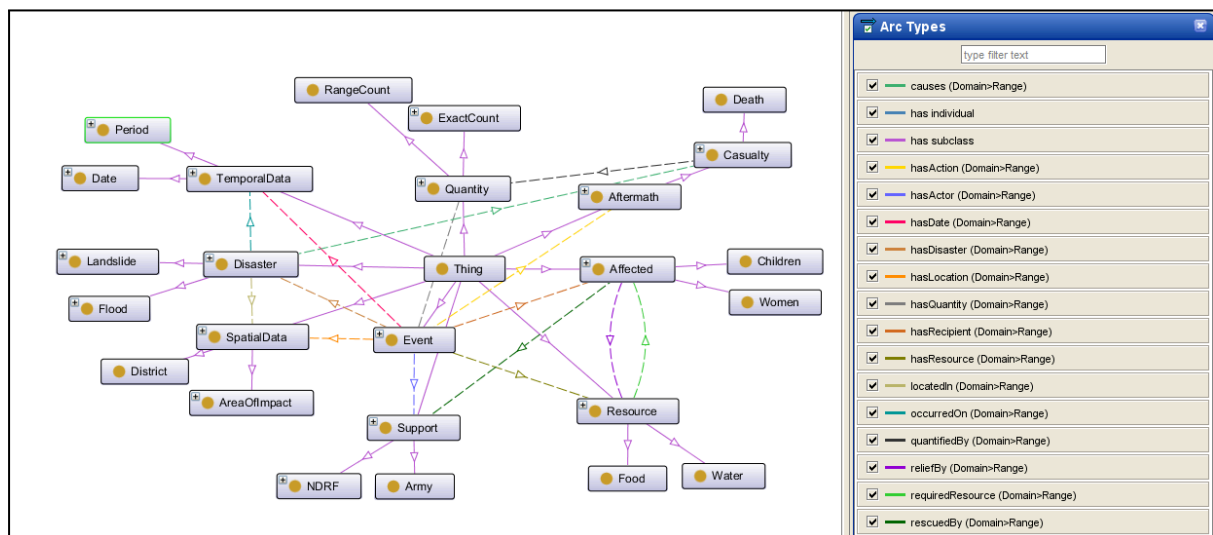 RangeCount
ExactCount
Death
Period
Casualty
Date
TemporalData
Quantity
Aftermath
Landslide
Disaster
Thing
Affected
Children
Flood
Women
SpatialData
Event
District
AreaOfImpact
Resource
Support
NDRF
Army
Food
Water
Arc Types
type filter text
causes (Domain>Range)
has individual
has subclass
hasAction (Domain>Range)
hasActor (Domain>Range)
hasDate (Domain>Range)
hasDisaster (Domain>Range)
hasLocation (Domain>Range)
hasQuantity (Domain>Range)
hasRecipient (Domain>Range)
hasResource (Domain>Range)
locatedIn (Domain>Range)
occurredOn (Domain>Range)
quantifiedBy (Domain>Range)
reliefBy (Domain>Range)
requiredResource (Domain>Range)
rescuedBy (Domain>Range)